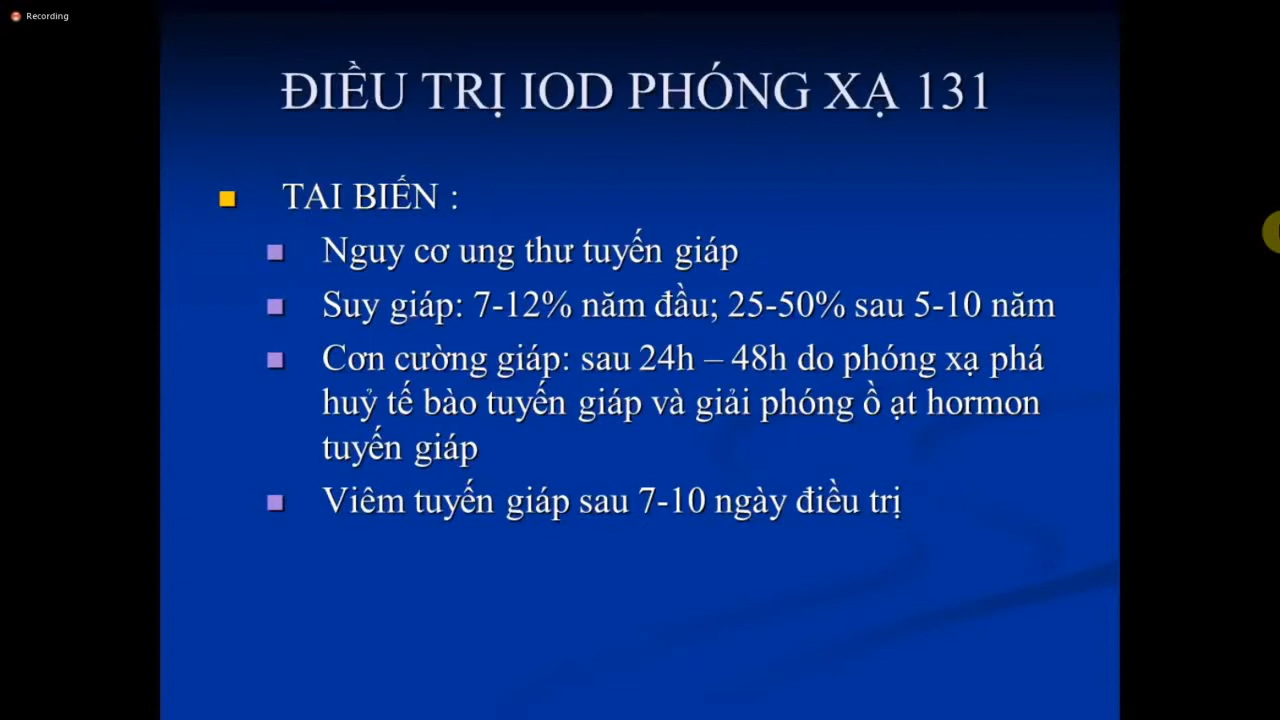 Recording
ĐIỀU TRỊ IOD PHÓNG XẠ 131
TAI BIẾN :
Nguy cơ ung thư tuyến giáp
Suy giáp: 7-12% năm đầu; 25-50% sau 5-10 năm
Cơn cường giáp: sau 24h – 48h do phóng xạ phá
huỷ tế bào tuyến giáp và giải phóng ồ ạt hormon
tuyến giáp
Viêm tuyến giáp sau 7-10 ngày điều trị